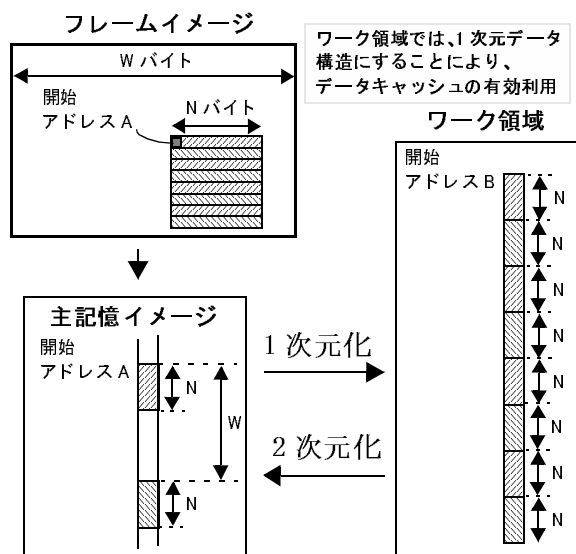 フレームイメージ
W バイト
開始
アドレスA
N バイト
ワーク領域では、1 次元データ
構造にすることにより、
データキャッシュの有効利用
ワーク領域
開始
アドレスB
N
N
N
N
N
N
N
N
主記憶イメージ
開始
アドレスA
N
W
N
1 次元化
2 次元化